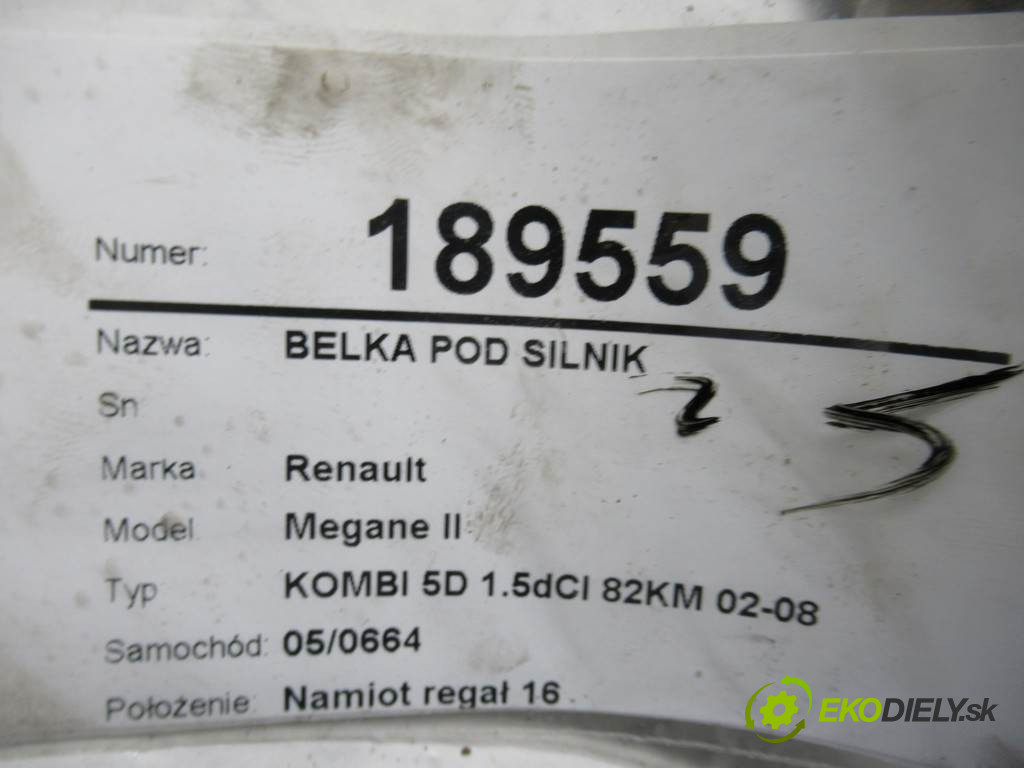 Numer: 189559
Nazwa: BELKA POD SILNIK
Sn
Marka Renault
Model Megane II
Typ KOMBI 5D 1.5dCI 82KM 02-08
Samochód: 05/0664
Położenie: Namiot regał 16
EKODIELY.sk